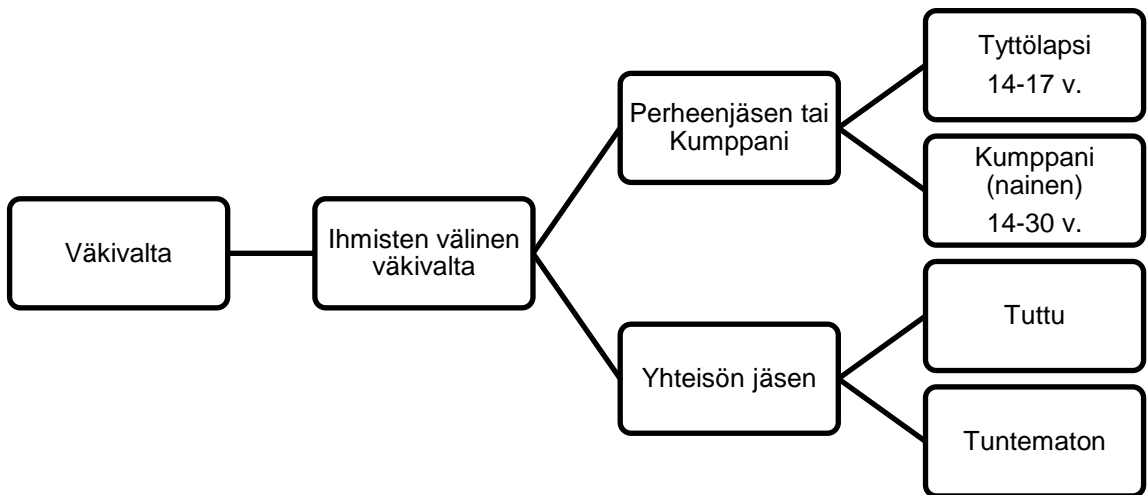 Väkivalta
Ihmisten välinen
väkivalta
Perheenjäsen tai
Kumppani
Tyttölapsi
14-17 v.
Kumppani
(nainen)
14-30 v.
Yhteisön jäsen
Tuttu
Tuntematon